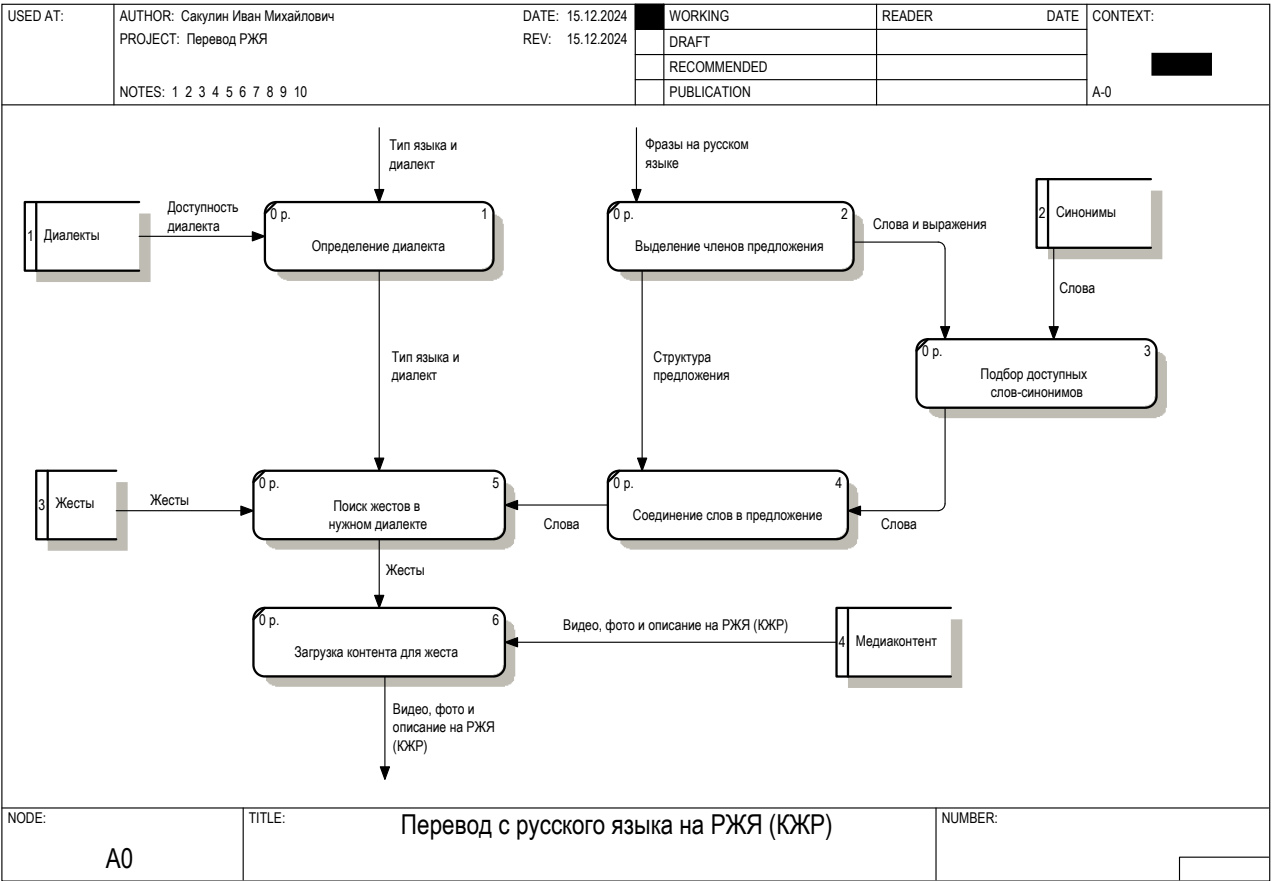 USED AT:
AUTHOR: Сакулин Иван Михайлович
DATE: 15.12.2024
PROJECT: Перевод РЖЯ
REV: 15.12.2024
NOTES: 1 2 3 4 5 6 7 8 9 10
WORKING
DRAFT
RECOMMENDED
PUBLICATION
READER
DATE
CONTEXT:
A-0
Тип языка и
диалект
Фразы на русском
языке
1
Диалекты
Доступность
диалекта
0 р.
1
Определение диалекта
0 р.
2
Выделение членов предложения
Слова и выражения
2
Синонимы
Слова
Тип языка и
диалект
Структура
предложения
0 р.
3
Подбор доступных
слов-синонимов
3
Жесты
Жесты
0 р.
5
Поиск жестов в
нужном диалекте
Слова
0 р.
4
Соединение слов в предложение
Слова
Жесты
0 р.
6
Загрузка контента для жеста
Видео, фото и описание на РЖЯ (КЖР)
4
Медиаконтент
Видео, фото и
описание на РЖЯ
(КЖР)
NODE:
A0
TITLE:
Перевод с русского языка на РЖЯ (КЖР)
NUMBER: